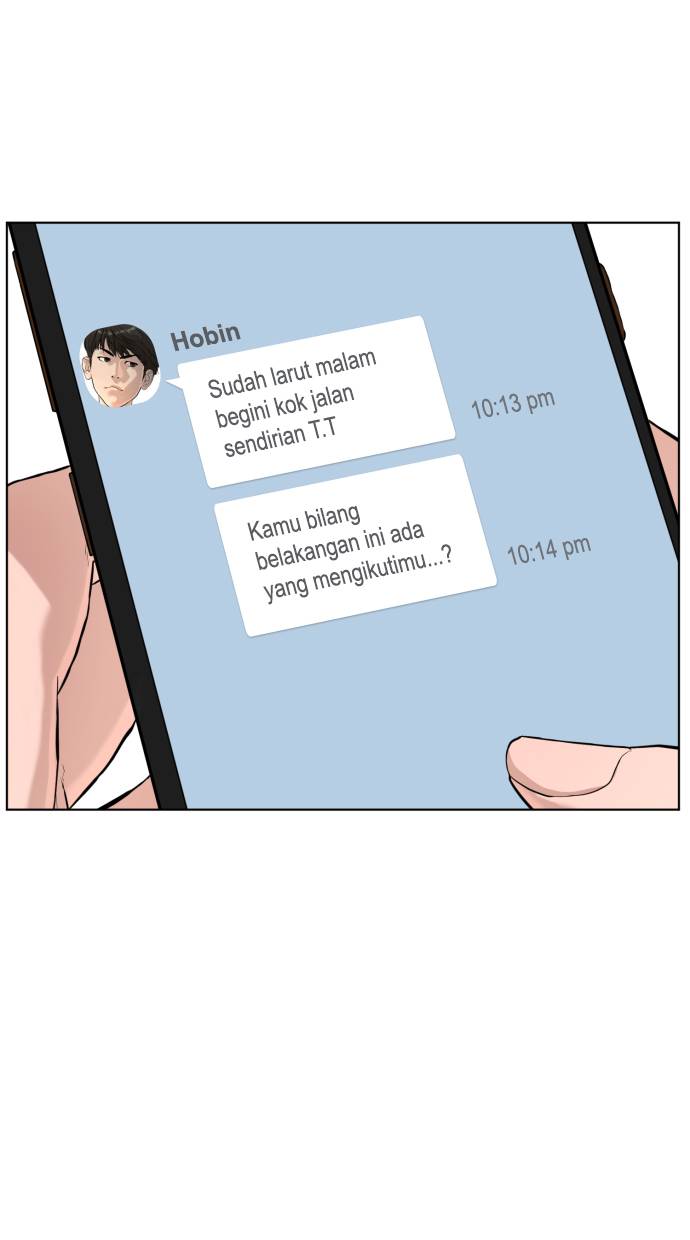 Hobin
Sudah larut malam
begini kok jalan
sendirian T.T
10:13 pm
Kamu bilang
belakangan ini ada
yang mengikutimu...?
10:14 pm